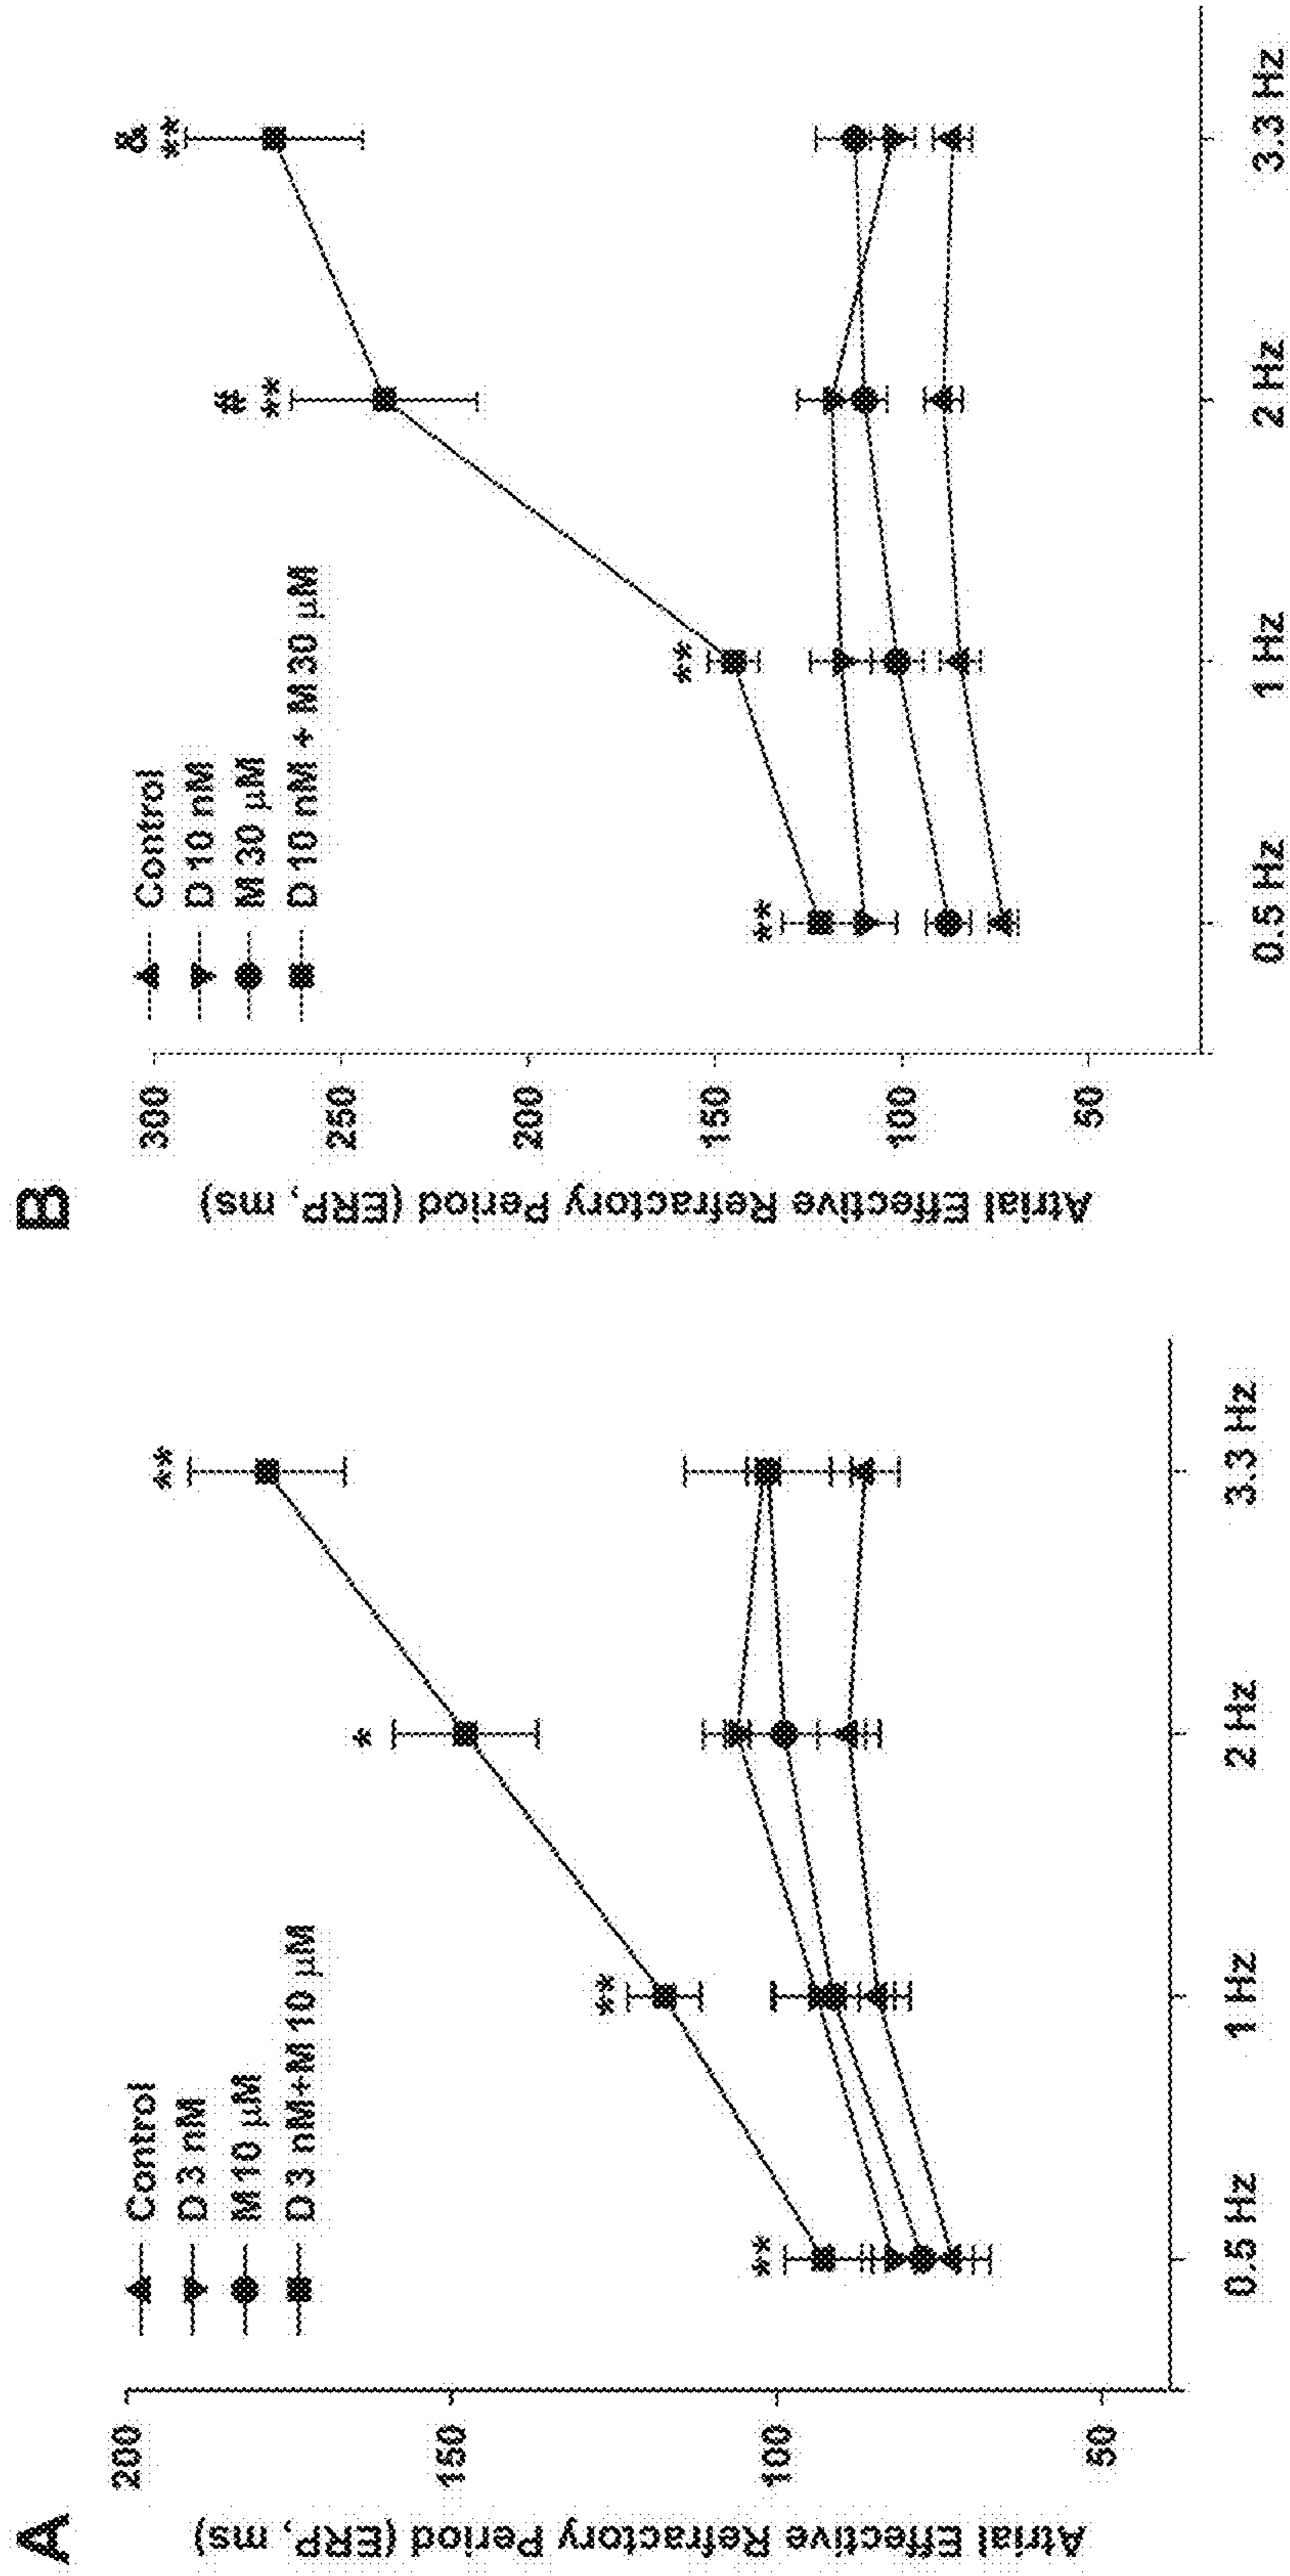 A
Atrial Effective Refractory Period (ERP, ms)
200
150
100
50
Control
D 3 nM
M 10 μM
D 3 nM+M 10 μM
**
**
*
**
0.5 Hz
1 Hz
2 Hz
3.3 Hz
B
Atrial Effective Refractory Period (ERP, ms)
300
250
200
150
100
50
Control
D 10 nM
M 30 μM
D 10 nM + M 30 μM
**
**
#
**
&
**
0.5 Hz
1 Hz
2 Hz
3.3 Hz